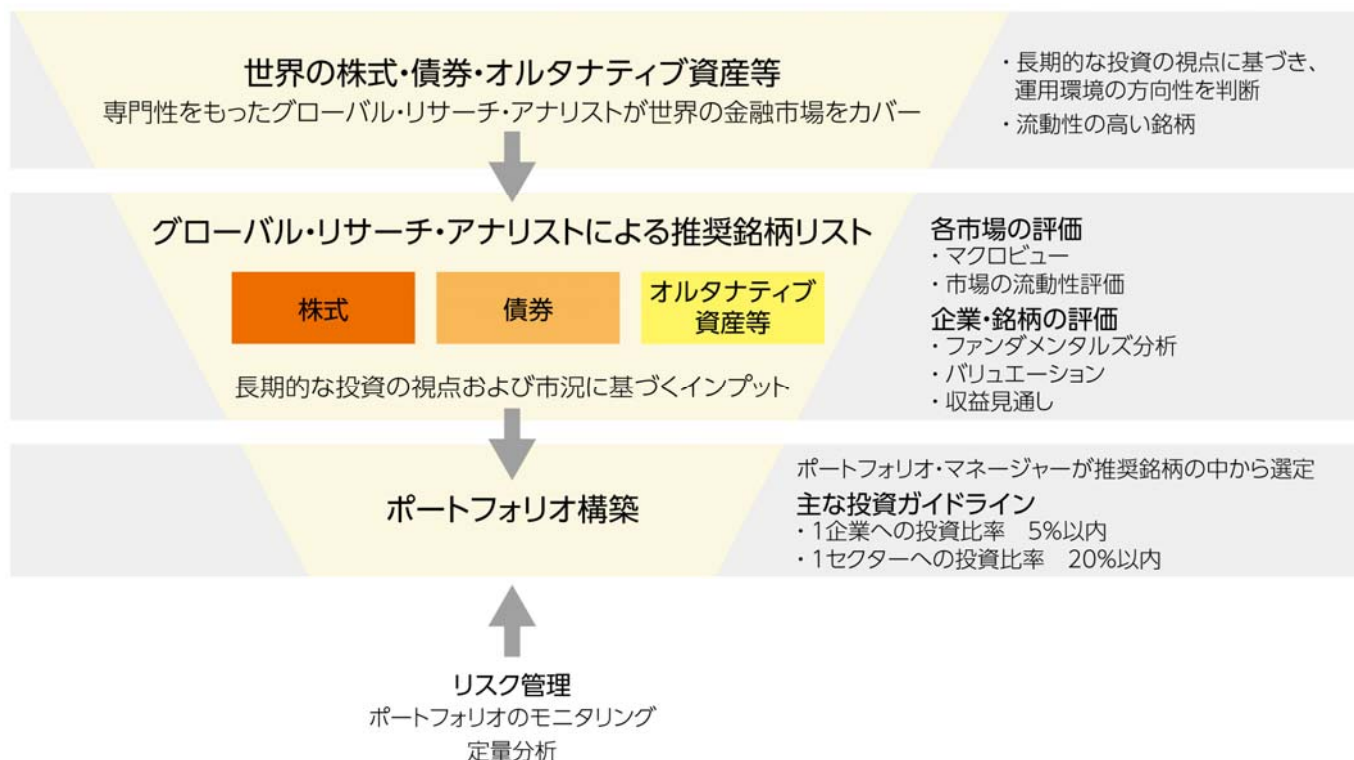 世界の株式・債券・オルタナティブ資産等
専門性をもったグローバル・リサーチ・アナリストが世界の金融市場をカバー
・長期的な投資の視点に基づき、
運用環境の方向性を判断
・流動性の高い銘柄
グローバル・リサーチ・アナリストによる推奨銘柄リスト
株式
債券
オルタナティブ
資産等
長期的な投資の視点および市況に基づくインプット
各市場の評価
・マクロビュー
・市場の流動性評価
企業・銘柄の評価
・ファンダメンタルズ分析
・バリュエーション
・収益見通し
ポートフォリオ構築
ポートフォリオ・マネージャーが推奨銘柄の中から選定
主な投資ガイドライン
・1企業への投資比率　5%以内
・1セクターへの投資比率　20%以内
リスク管理
ポートフォリオのモニタリング
定量分析